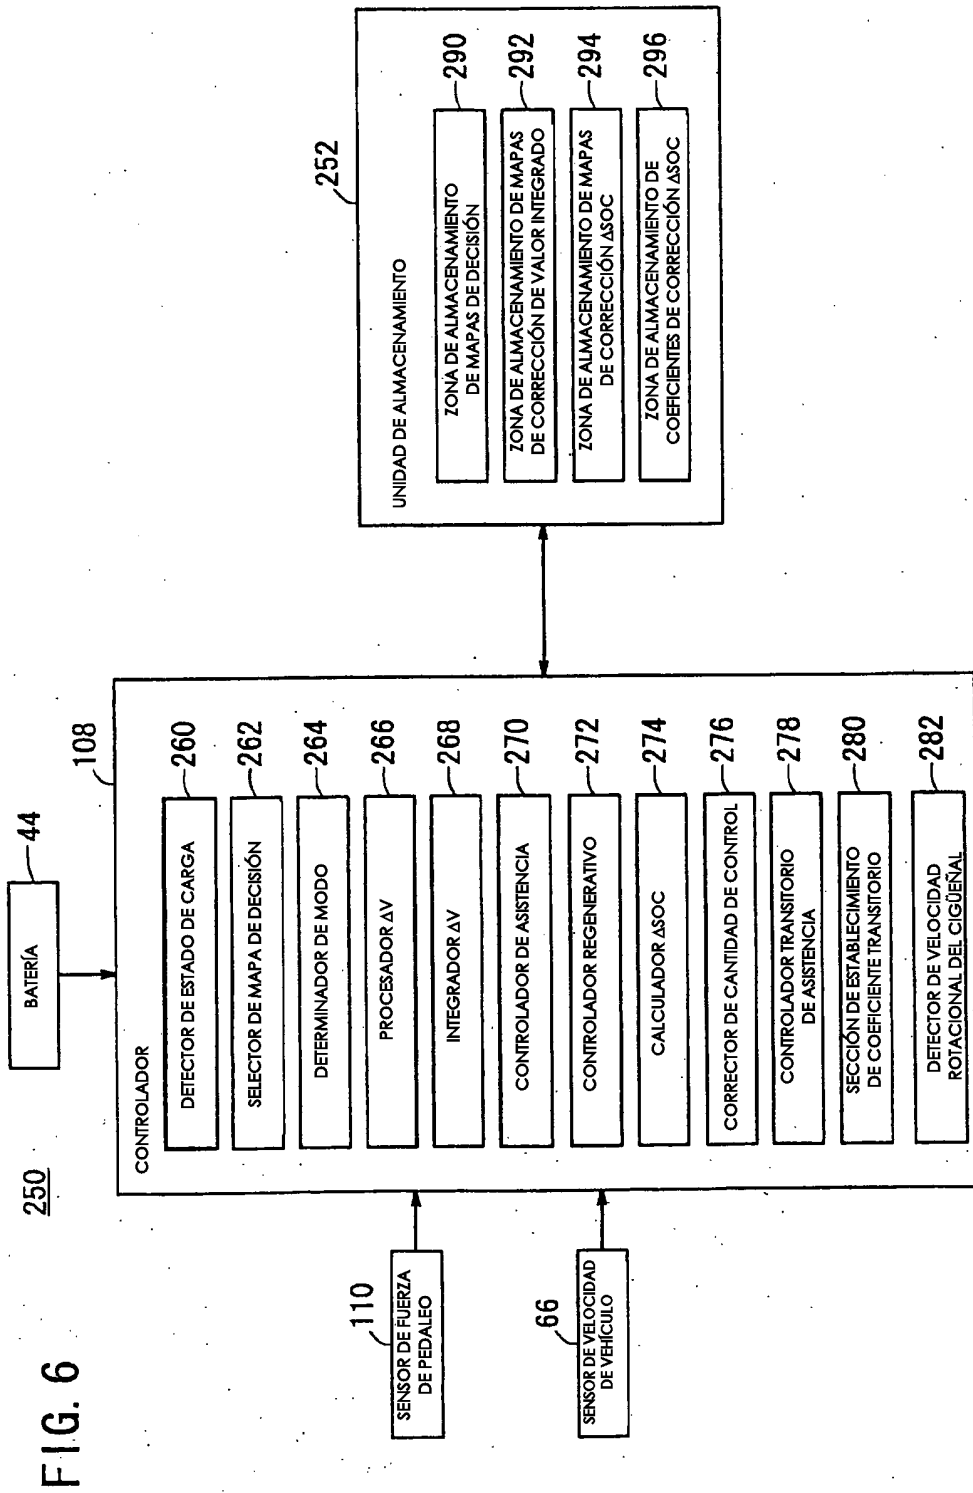 FIG. 6
250
BATERÍA
44
108
CONTROLADOR
DETECTOR DE ESTADO DE CARGA
260
SELECTOR DE MAPA DE DECISIÓN
262
DETERMINADOR DE MODO
264
PROCESADOR ΔV
266
INTEGRADOR ΔV
268
CONTROLADOR DE ASISTENCIA
270
CONTROLADOR REGENERATIVO
272
CALCULADOR ΔSOC
274
CORRECTOR DE CANTIDAD DE CONTROL
276
CONTROLADOR TRANSITORIO
DE ASISTENCIA
278
SECCIÓN DE ESTABLECIMIENTO
DE COEFICIENTE TRANSITORIO
280
DETECTOR DE VELOCIDAD
ROTACIONAL DEL CIGÜEÑAL
282
110
SENSOR DE FUERZA
DE PEDALEO
66
SENSOR DE VELOCIDAD
DE VEHÍCULO
252
UNIDAD DE ALMACENAMIENTO
ZONA DE ALMACENAMIENTO
DE MAPAS DE DECISIÓN
290
ZONA DE ALMACENAMIENTO DE MAPAS
DE CORRECCIÓN DE VALOR INTEGRADO
292
ZONA DE ALMACENAMIENTO DE MAPAS
DE CORRECCIÓN ΔSOC
294
ZONA DE ALMACENAMIENTO DE
COEFICIENTES DE CORRECCIÓN ΔSOC
296